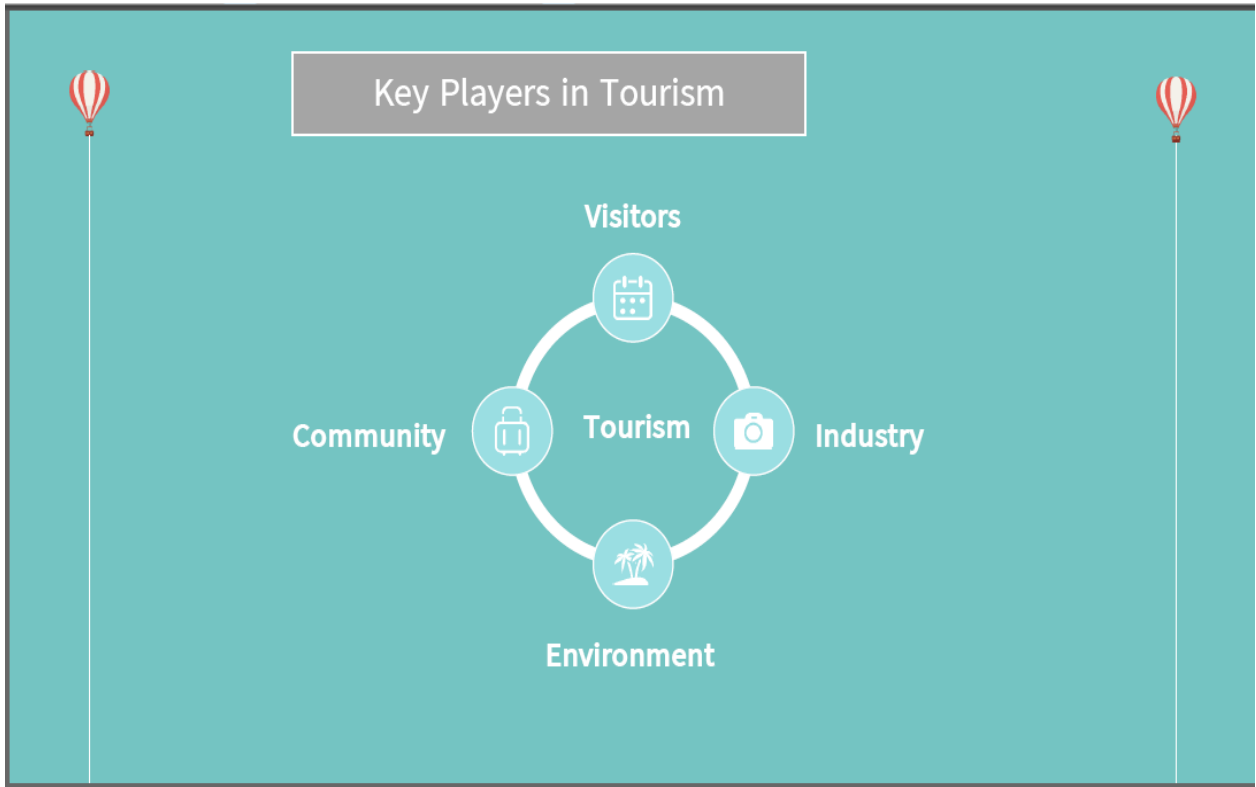 Key Players in Tourism
Visitors
Community
Tourism
Industry
Environment